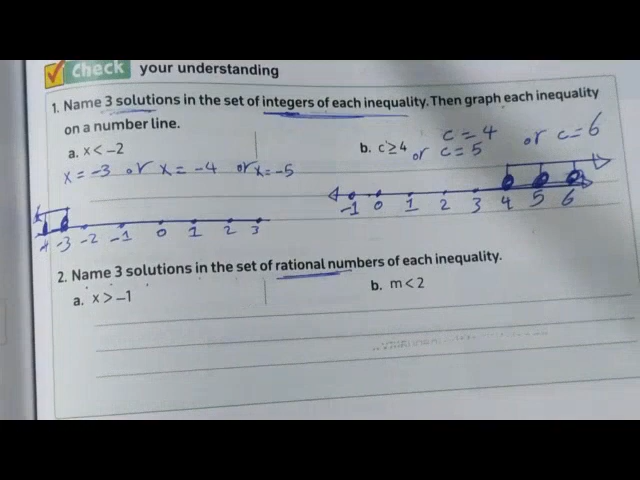 Check your understanding
1. Name 3 solutions in the set of integers of each inequality. Then graph each inequality
on a number line.
a. x < -2
x = -3 or x = -4 or x = -5
b. c ≥ 4
c = 4
or c = 5
or c = 6
-3 -2 -1 0 1 2 3
-1 0 1 2 3 4 5 6
2. Name 3 solutions in the set of rational numbers of each inequality.
a. x > -1
b. m < 2